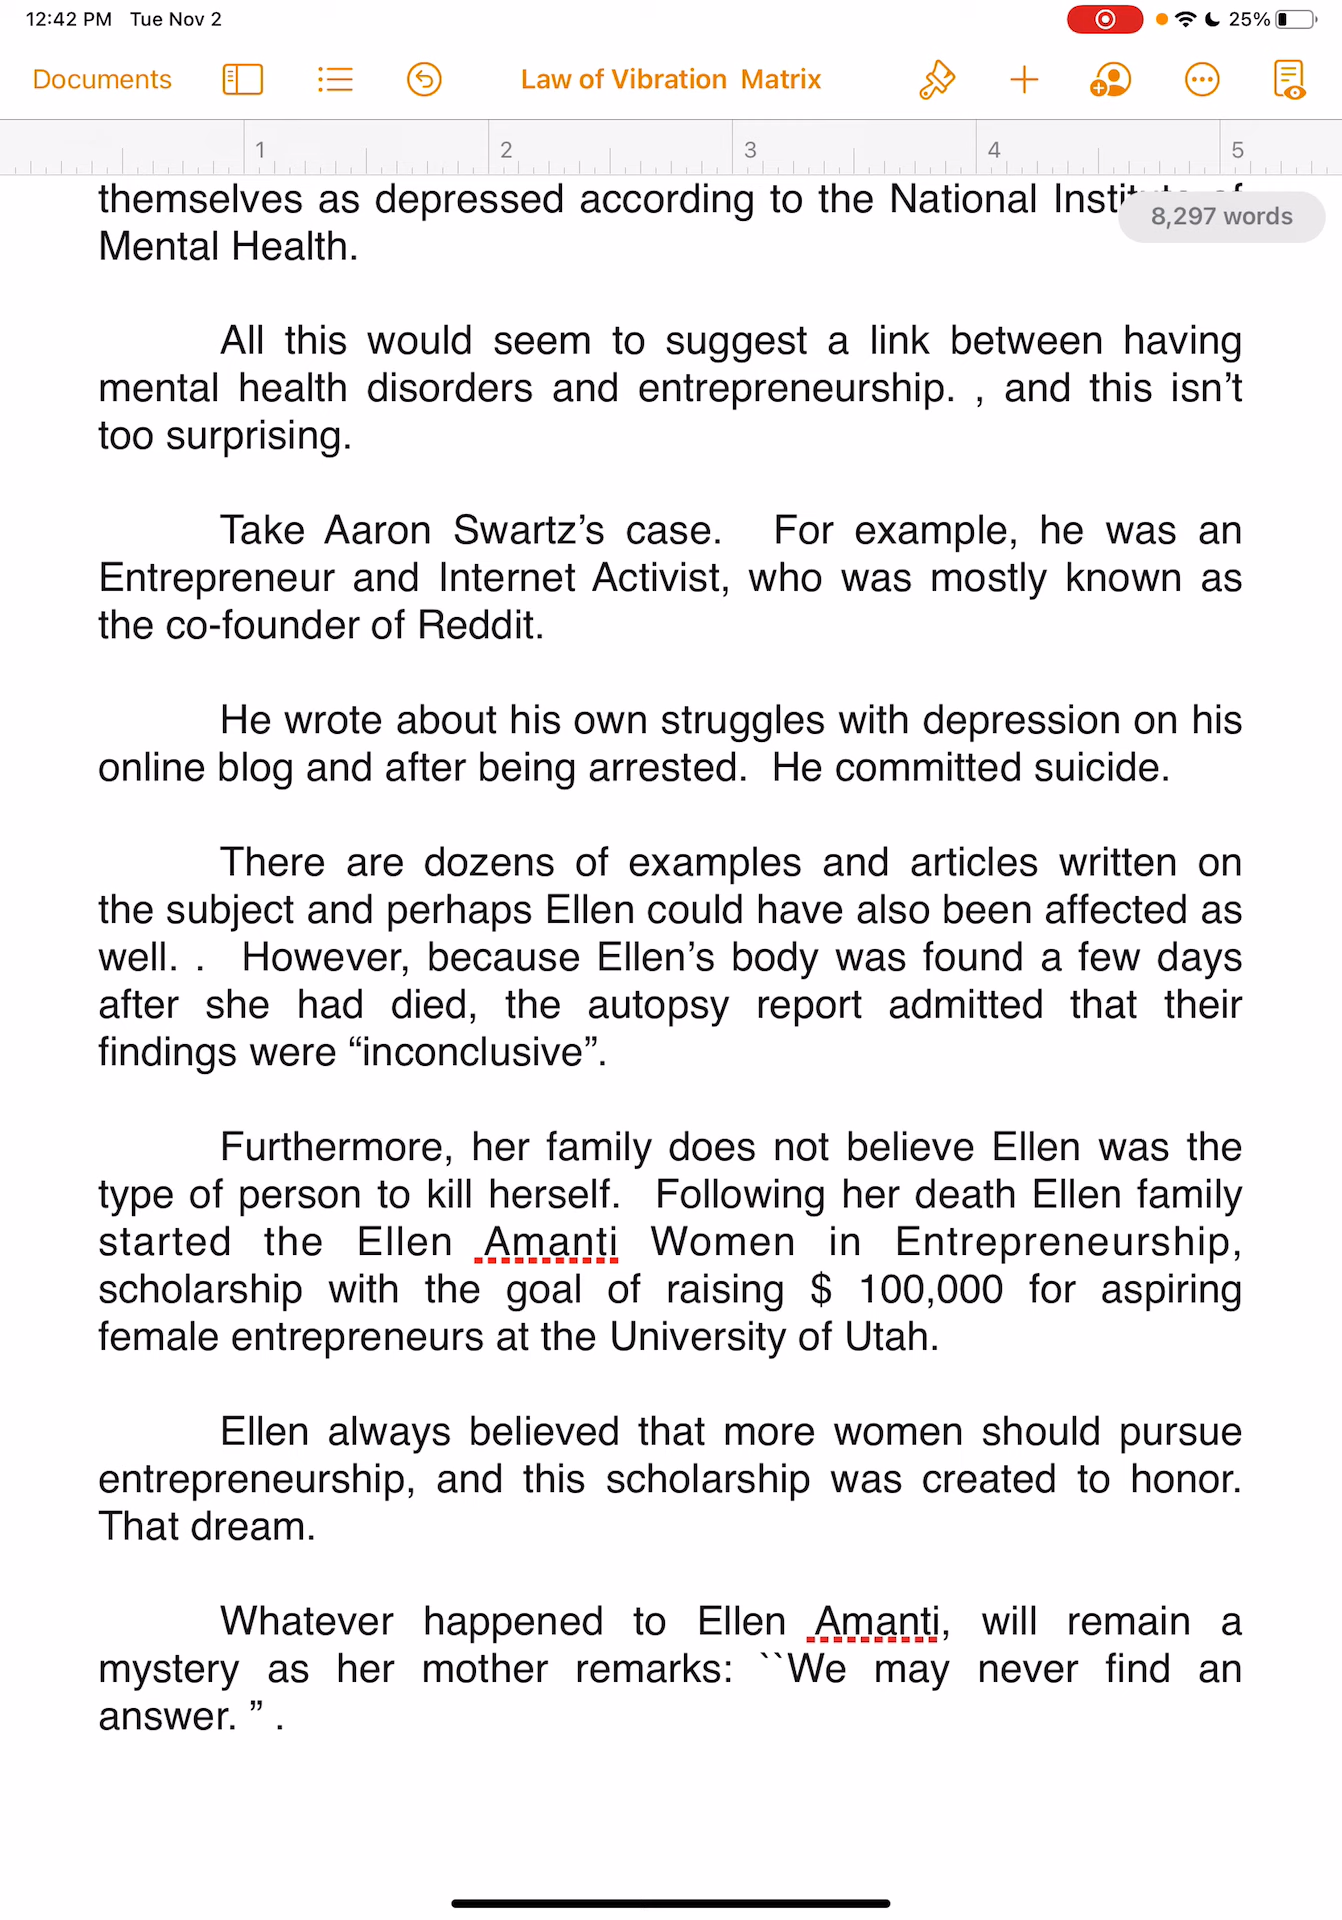 12:42 PM Tue Nov 2 25%
Documents Law of Vibration Matrix
1 2 3 4 5
themselves as depressed according to the National
8,297 words
Mental Health.
All this would seem to suggest a link between having
mental health disorders and entrepreneurship. , and this isn’t
too surprising.
Take Aaron Swartz’s case. For example, he was an
Entrepreneur and Internet Activist, who was mostly known as
the co-founder of Reddit.
He wrote about his own struggles with depression on his
online blog and after being arrested. He committed suicide.
There are dozens of examples and articles written on
the subject and perhaps Ellen could have also been affected as
well. . However, because Ellen’s body was found a few days
after she had died, the autopsy report admitted that their
findings were “inconclusive”.
Furthermore, her family does not believe Ellen was the
type of person to kill herself. Following her death Ellen family
started the Ellen Amanti Women in Entrepreneurship,
scholarship with the goal of raising $ 100,000 for aspiring
female entrepreneurs at the University of Utah.
Ellen always believed that more women should pursue
entrepreneurship, and this scholarship was created to honor.
That dream.
Whatever happened to Ellen Amanti, will remain a
mystery as her mother remarks: ``We may never find an
answer. ” .